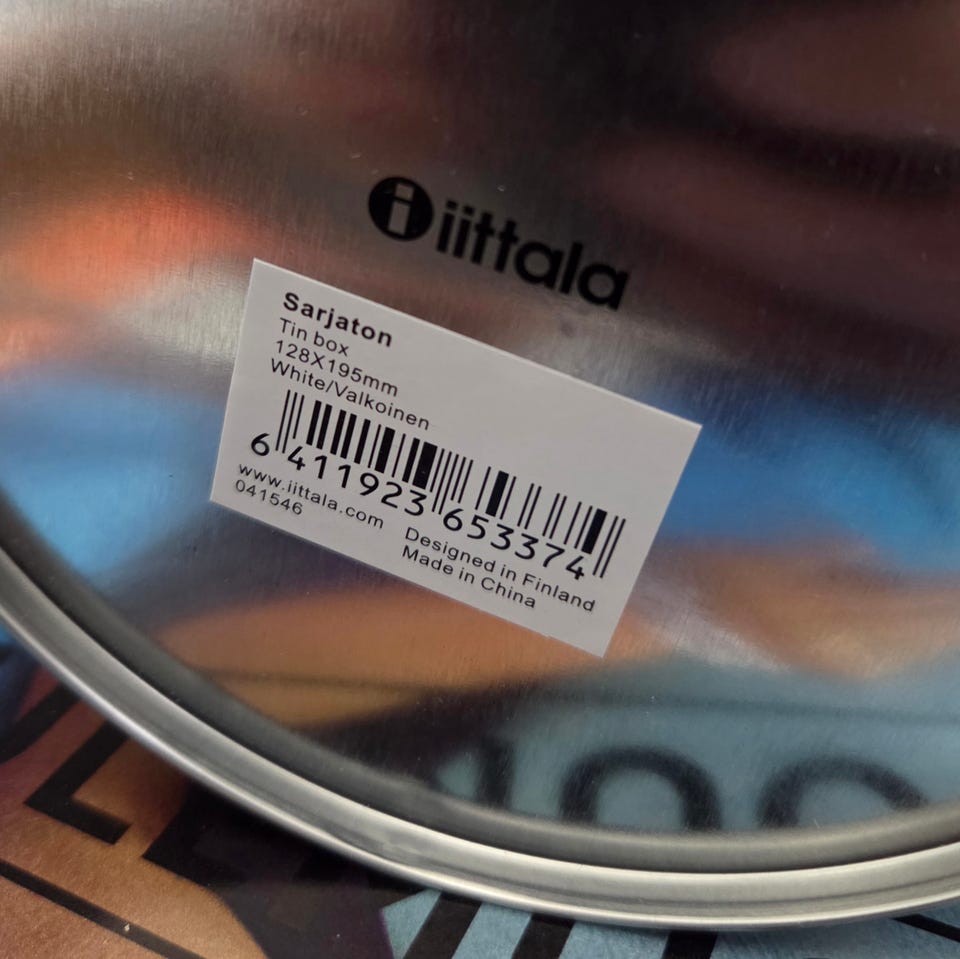 iittala
Sarjaton
Tin box
128X195mm
White/Valkoinen
6 411923 653374
www.iittala.com
041546
Designed in Finland
Made in China